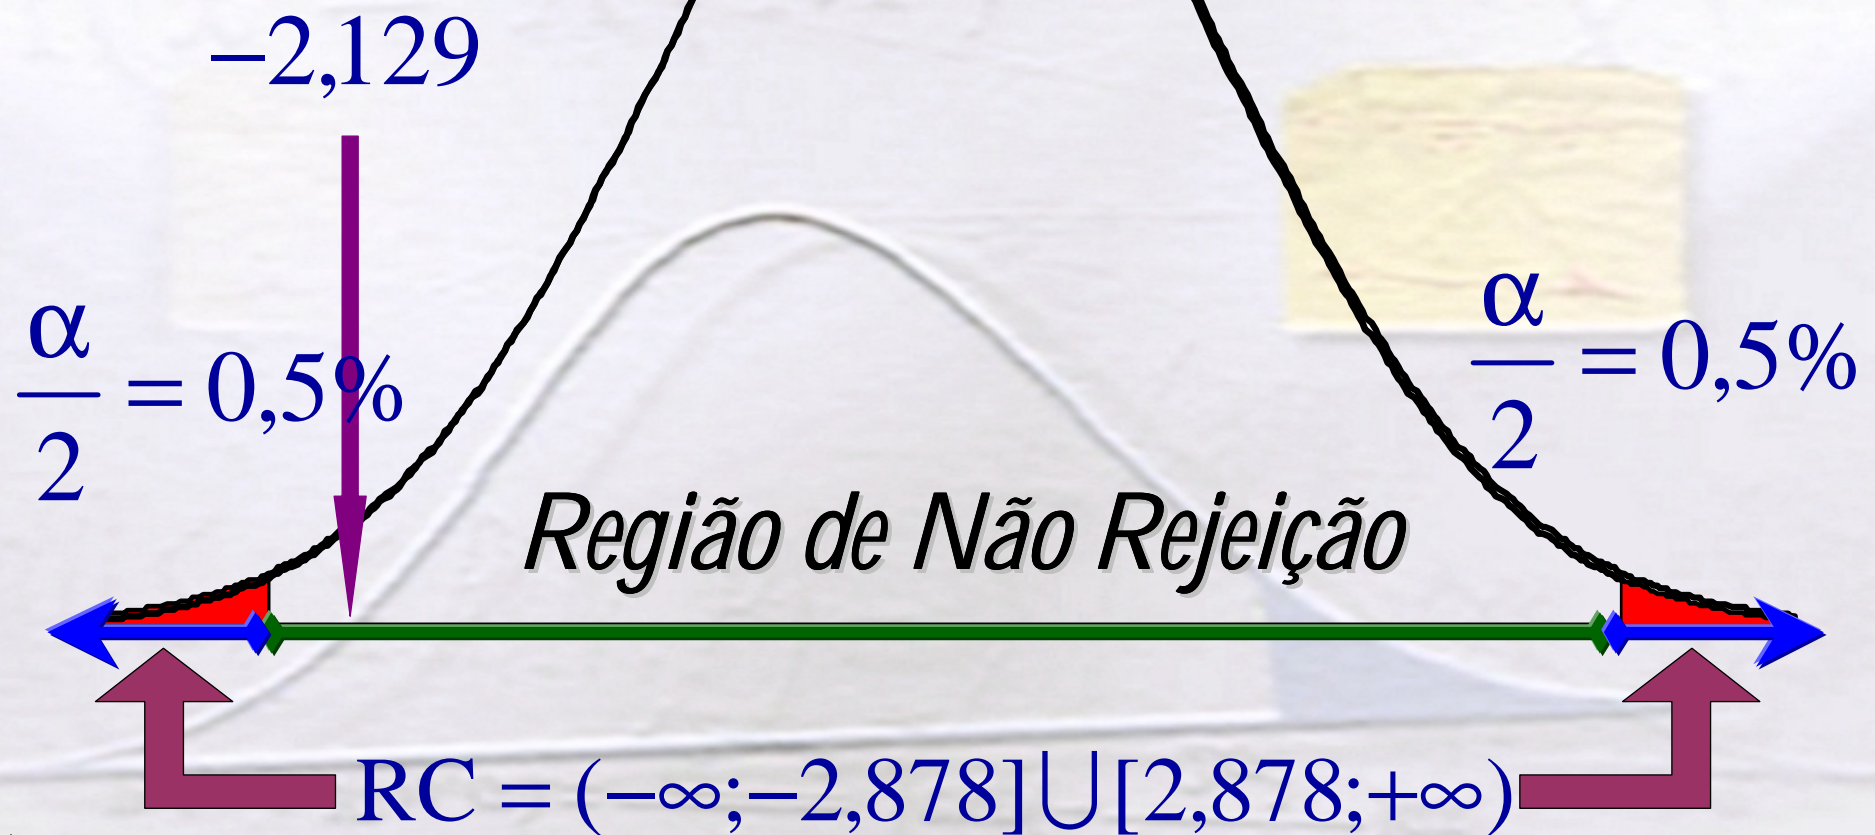 −2,129
α/2 = 0,5%
α/2 = 0,5%
Região de Não Rejeição
RC = (−∞;−2,878]⋃[2,878;+∞)